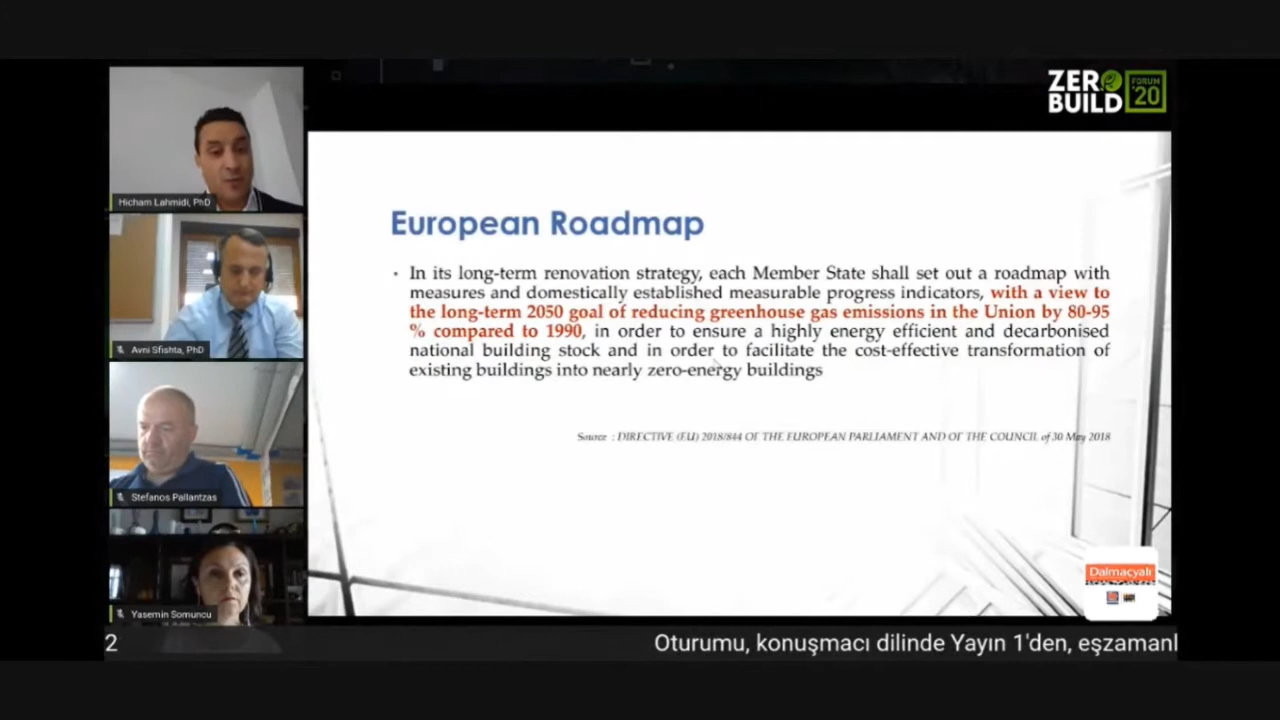 ZERO BUILD
FORUM '20
Hicham Lahmidi, PhD
Avni Sfishta, PhD
Stefanos Pallantzas
Yasemin Somuncu
European Roadmap
· In its long-term renovation strategy, each Member State shall set out a roadmap with
measures and domestically established measurable progress indicators, with a view to
the long-term 2050 goal of reducing greenhouse gas emissions in the Union by 80-95
% compared to 1990, in order to ensure a highly energy efficient and decarbonised
national building stock and in order to facilitate the cost-effective transformation of
existing buildings into nearly zero-energy buildings
Source : DIRECTIVE (EU) 2018/844 OF THE EUROPEAN PARLIAMENT AND OF THE COUNCIL of 30 May 2018
Dalmaçyalı
2
Oturumu, konuşmacı dilinde Yayın 1'den, eşzamanl